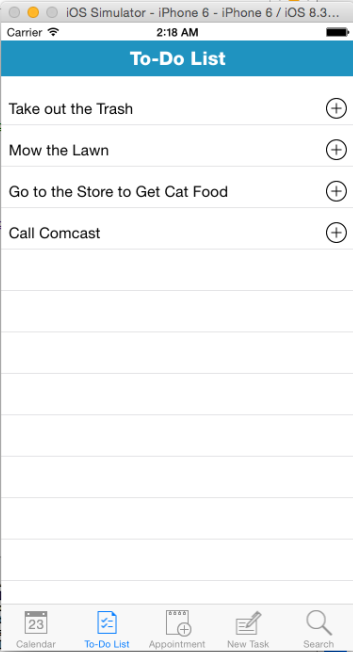 iOS Simulator - iPhone 6 - iPhone 6 / iOS 8.3...
Carrier 2:18 AM
To-Do List
Take out the Trash
Mow the Lawn
Go to the Store to Get Cat Food
Call Comcast
23
Calendar To-Do List Appointment New Task Search